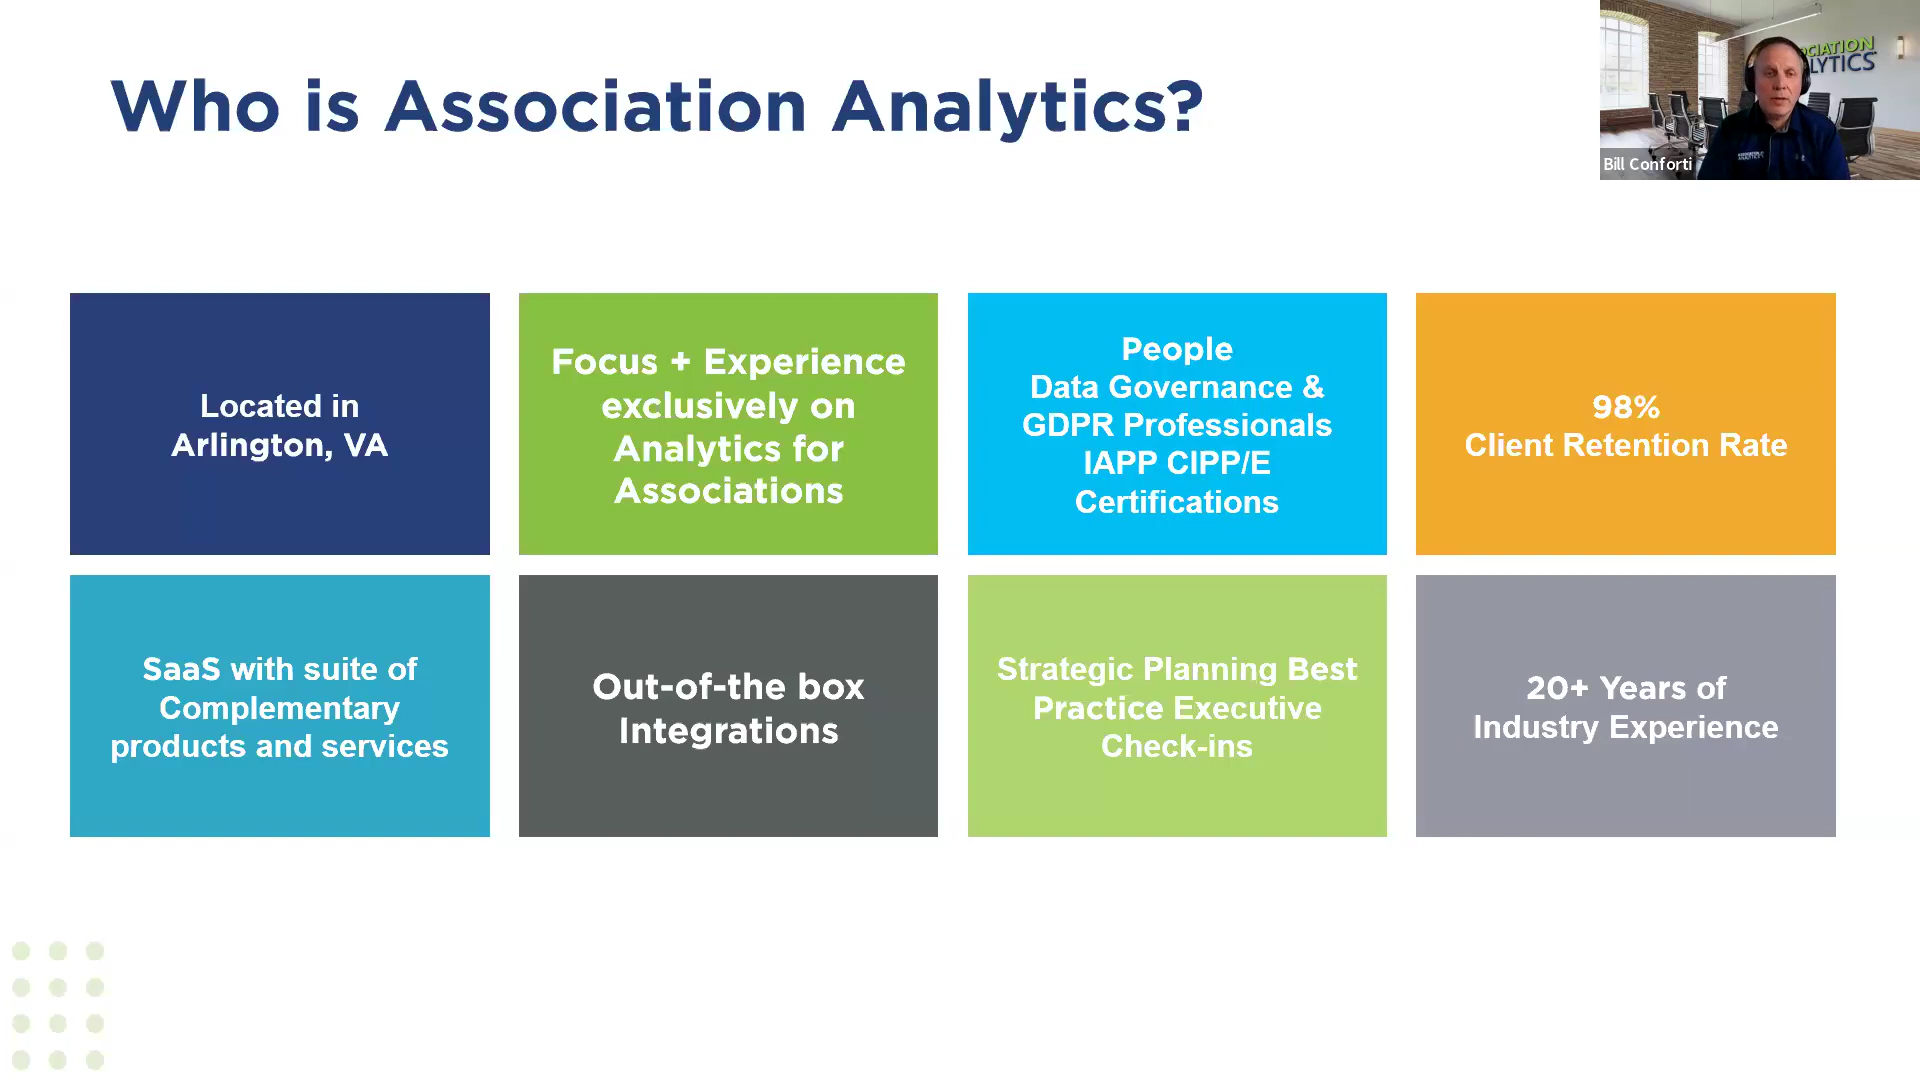 Who is Association Analytics?
CIATION
LYTICS
Bill Conforti
Located in
Arlington, VA
Focus + Experience
exclusively on
Analytics for
Associations
People
Data Governance &
GDPR Professionals
IAPP CIPP/E
Certifications
98%
Client Retention Rate
SaaS with suite of
Complementary
products and services
Out-of-the box
Integrations
Strategic Planning Best
Practice Executive
Check-ins
20+ Years of
Industry Experience